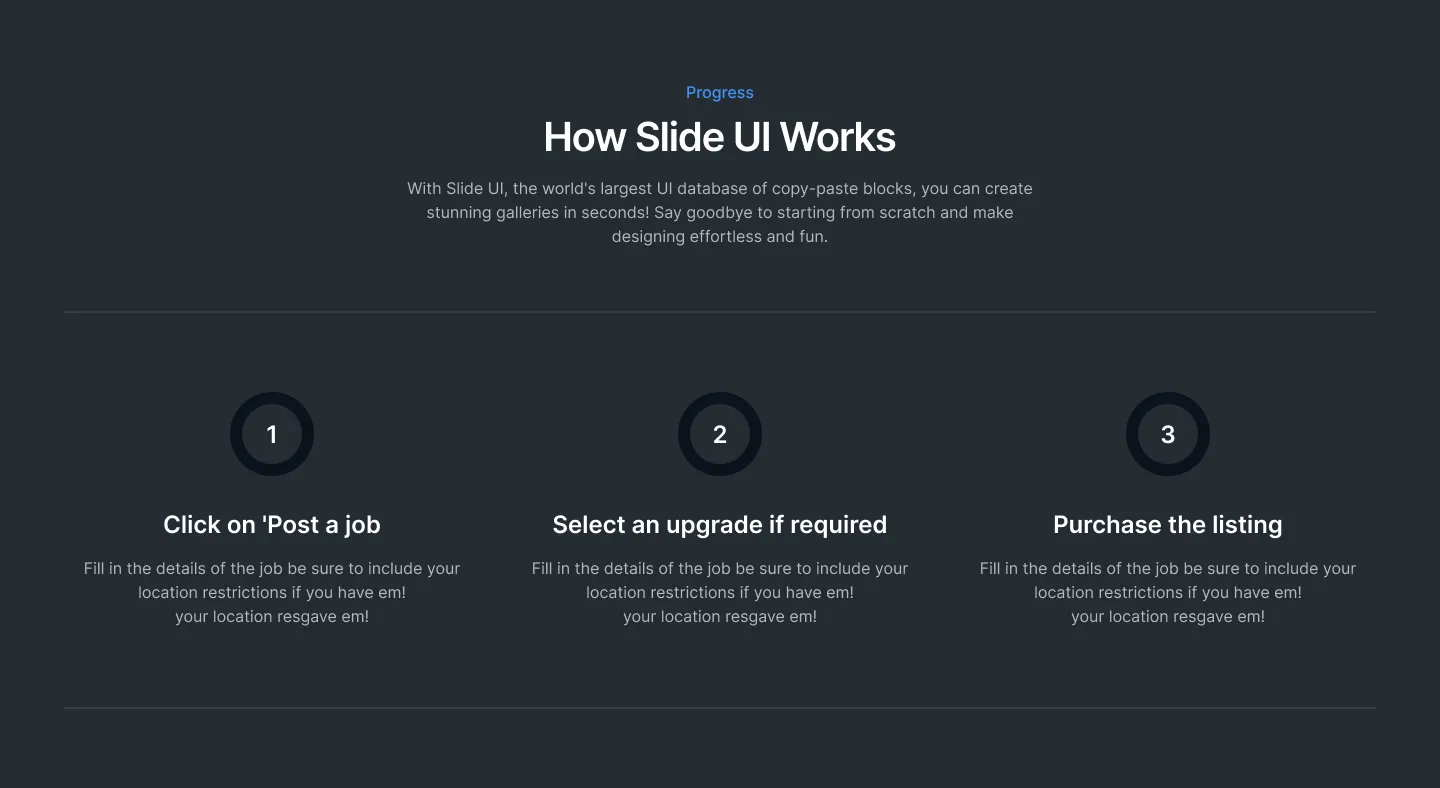 Progress
How Slide UI Works
With Slide UI, the world's largest UI database of copy-paste blocks, you can create
stunning galleries in seconds! Say goodbye to starting from scratch and make
designing effortless and fun.
1
Click on 'Post a job
Fill in the details of the job be sure to include your
location restrictions if you have em!
your location resgave em!
2
Select an upgrade if required
Fill in the details of the job be sure to include your
location restrictions if you have em!
your location resgave em!
3
Purchase the listing
Fill in the details of the job be sure to include your
location restrictions if you have em!
your location resgave em!